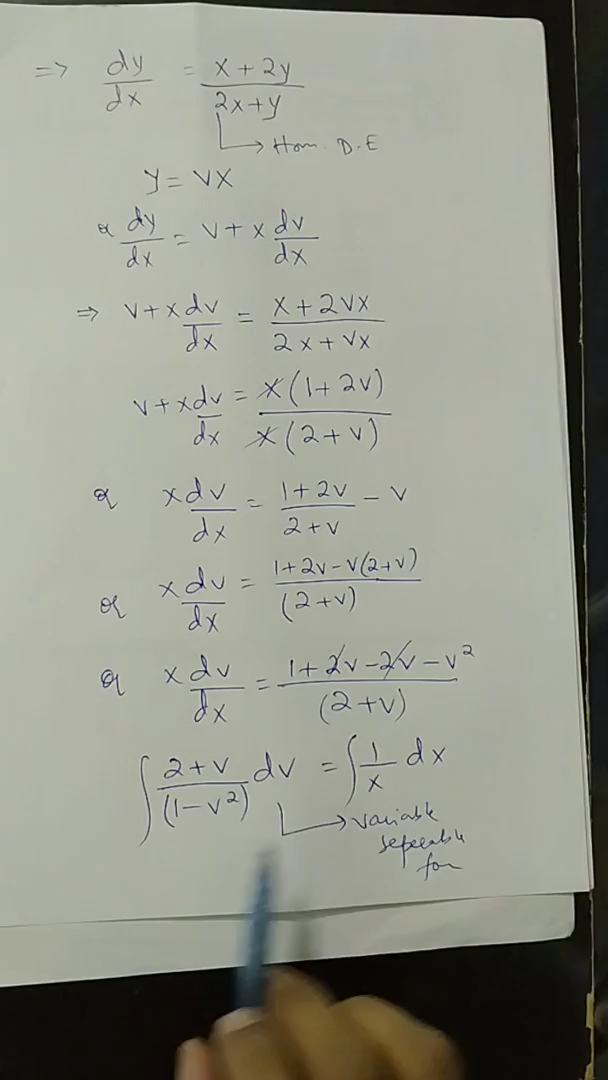 => dy/dx = x + 2y / 2x+y
→ Hom. D.E
y = vx
or dy/dx = v + x dv/dx
=> v + x dv/dx = x + 2vx / 2x + vx
v + x dv/dx = x(1+2v) / x(2+v)
or x dv/dx = 1+2v / 2+v - v
or x dv/dx = 1+2v-v(2+v) / (2+v)
or x dv/dx = 1+2v-2v-v² / (2+v)
∫ 2+v / (1-v²) dv = ∫ 1/x dx
→ variable
seperable
for